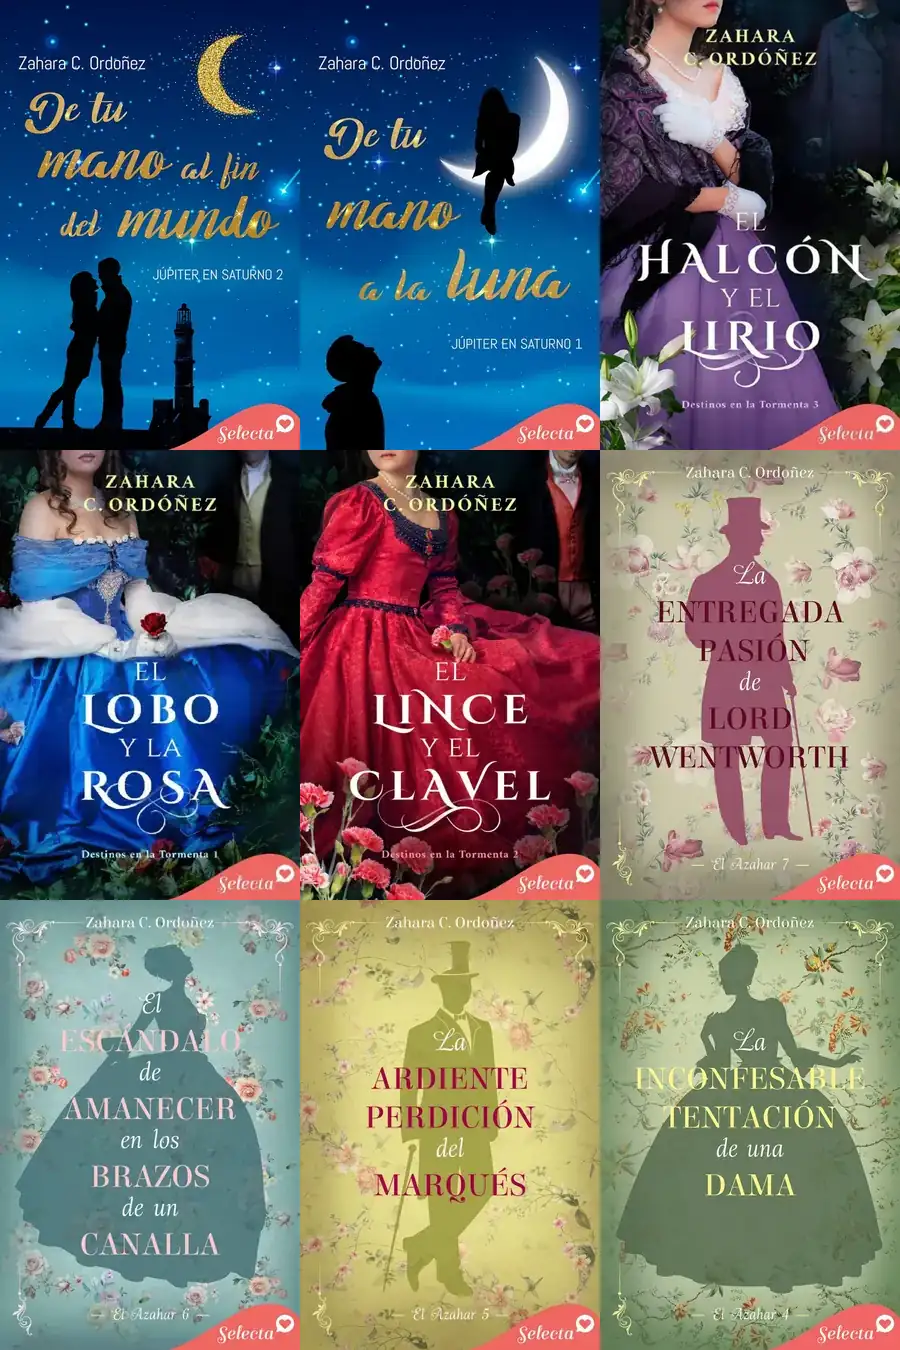 Zahara C. Ordoñez
De tu
mano al fin
del mundo
JÚPITER EN SATURNO 2
Selecta
Zahara C. Ordoñez
De tu
mano
a la luna
JÚPITER EN SATURNO 1
Selecta
ZAHARA
C. ORDÓÑEZ
EL
HALCÓN
Y EL
LIRIO
Destinos en la Tormenta 3
Selecta
ZAHARA
C. ORDÓÑEZ
EL
LOBO
Y LA
ROSA
Destinos en la Tormenta 1
Selecta
ZAHARA
C. ORDÓÑEZ
EL
LINCE
Y EL
CLAVEL
Destinos en la Tormenta 2
Selecta
Zahara C. Ordoñez
La
ENTREGADA
PASIÓN
de
LORD
WENTWORTH
El Azahar 7
Selecta
Zahara C. Ordoñez
El
ESCÁNDALO
de
AMANECER
en los
BRAZOS
de un
CANALLA
El Azahar 6
Selecta
Zahara C. Ordoñez
La
ARDIENTE
PERDICIÓN
del
MARQUÉS
El Azahar 5
Selecta
Zahara C. Ordoñez
La
INCONFESABLE
TENTACIÓN
de una
DAMA
El Azahar 4
Selecta